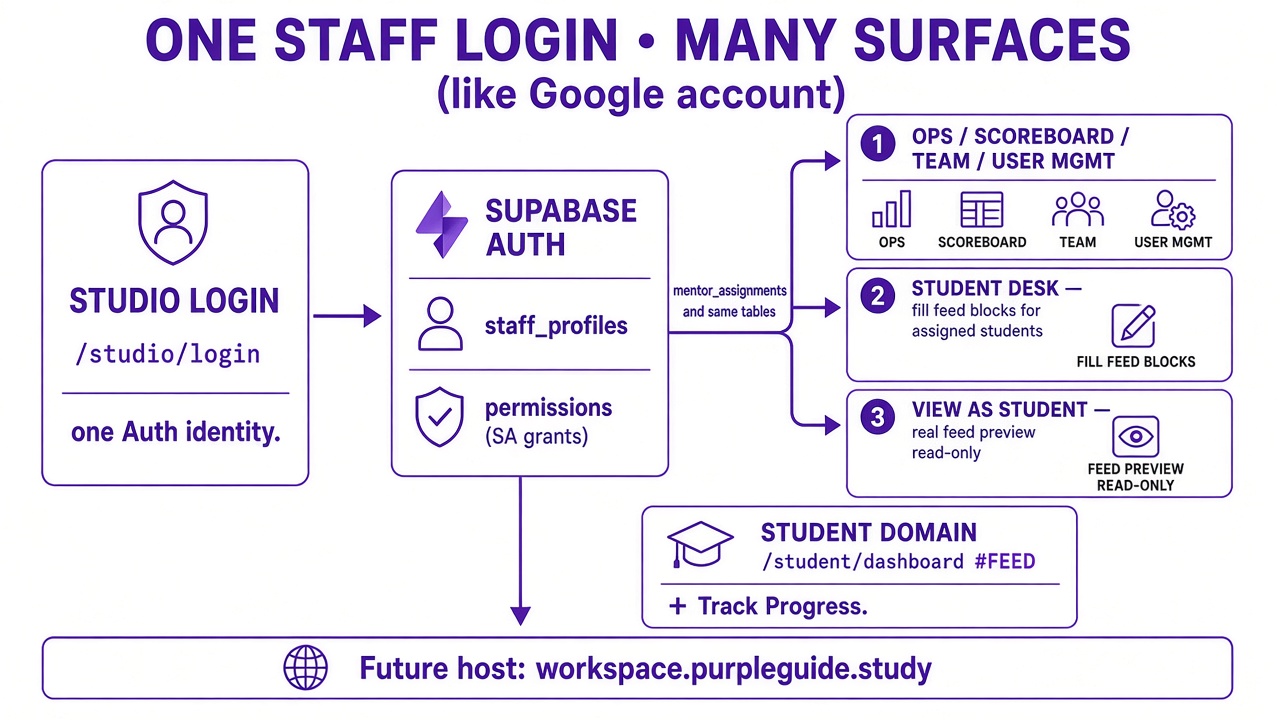 ONE STAFF LOGIN • MANY SURFACES
(like Google account)
STUDIO LOGIN
/studio/login
one Auth identity.
SUPABASE
AUTH
staff_profiles
permissions
(SA grants)
mentor_assignments
and same tables
1
OPS / SCOREBOARD /
TEAM / USER MGMT
OPS SCOREBOARD TEAM USER MGMT
2
STUDENT DESK —
fill feed blocks for
assigned students
FILL FEED BLOCKS
3
VIEW AS STUDENT —
real feed preview
read-only
FEED PREVIEW
READ-ONLY
STUDENT DOMAIN
/student/dashboard #FEED
+ Track Progress.
Future host: workspace.purpleguide.study